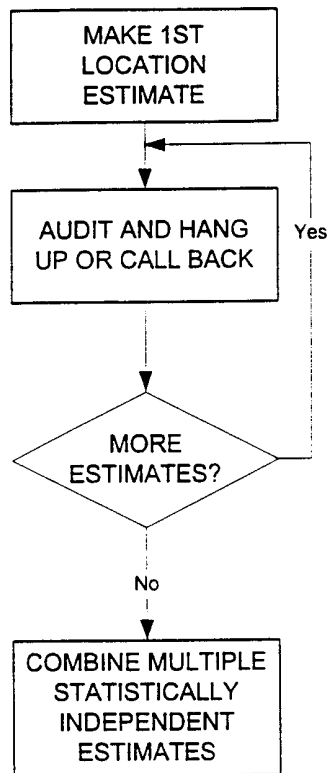 MAKE 1ST
LOCATION
ESTIMATE
AUDIT AND HANG
UP OR CALL BACK
Yes
MORE
ESTIMATES?
No
COMBINE MULTIPLE
STATISTICALLY
INDEPENDENT
ESTIMATES